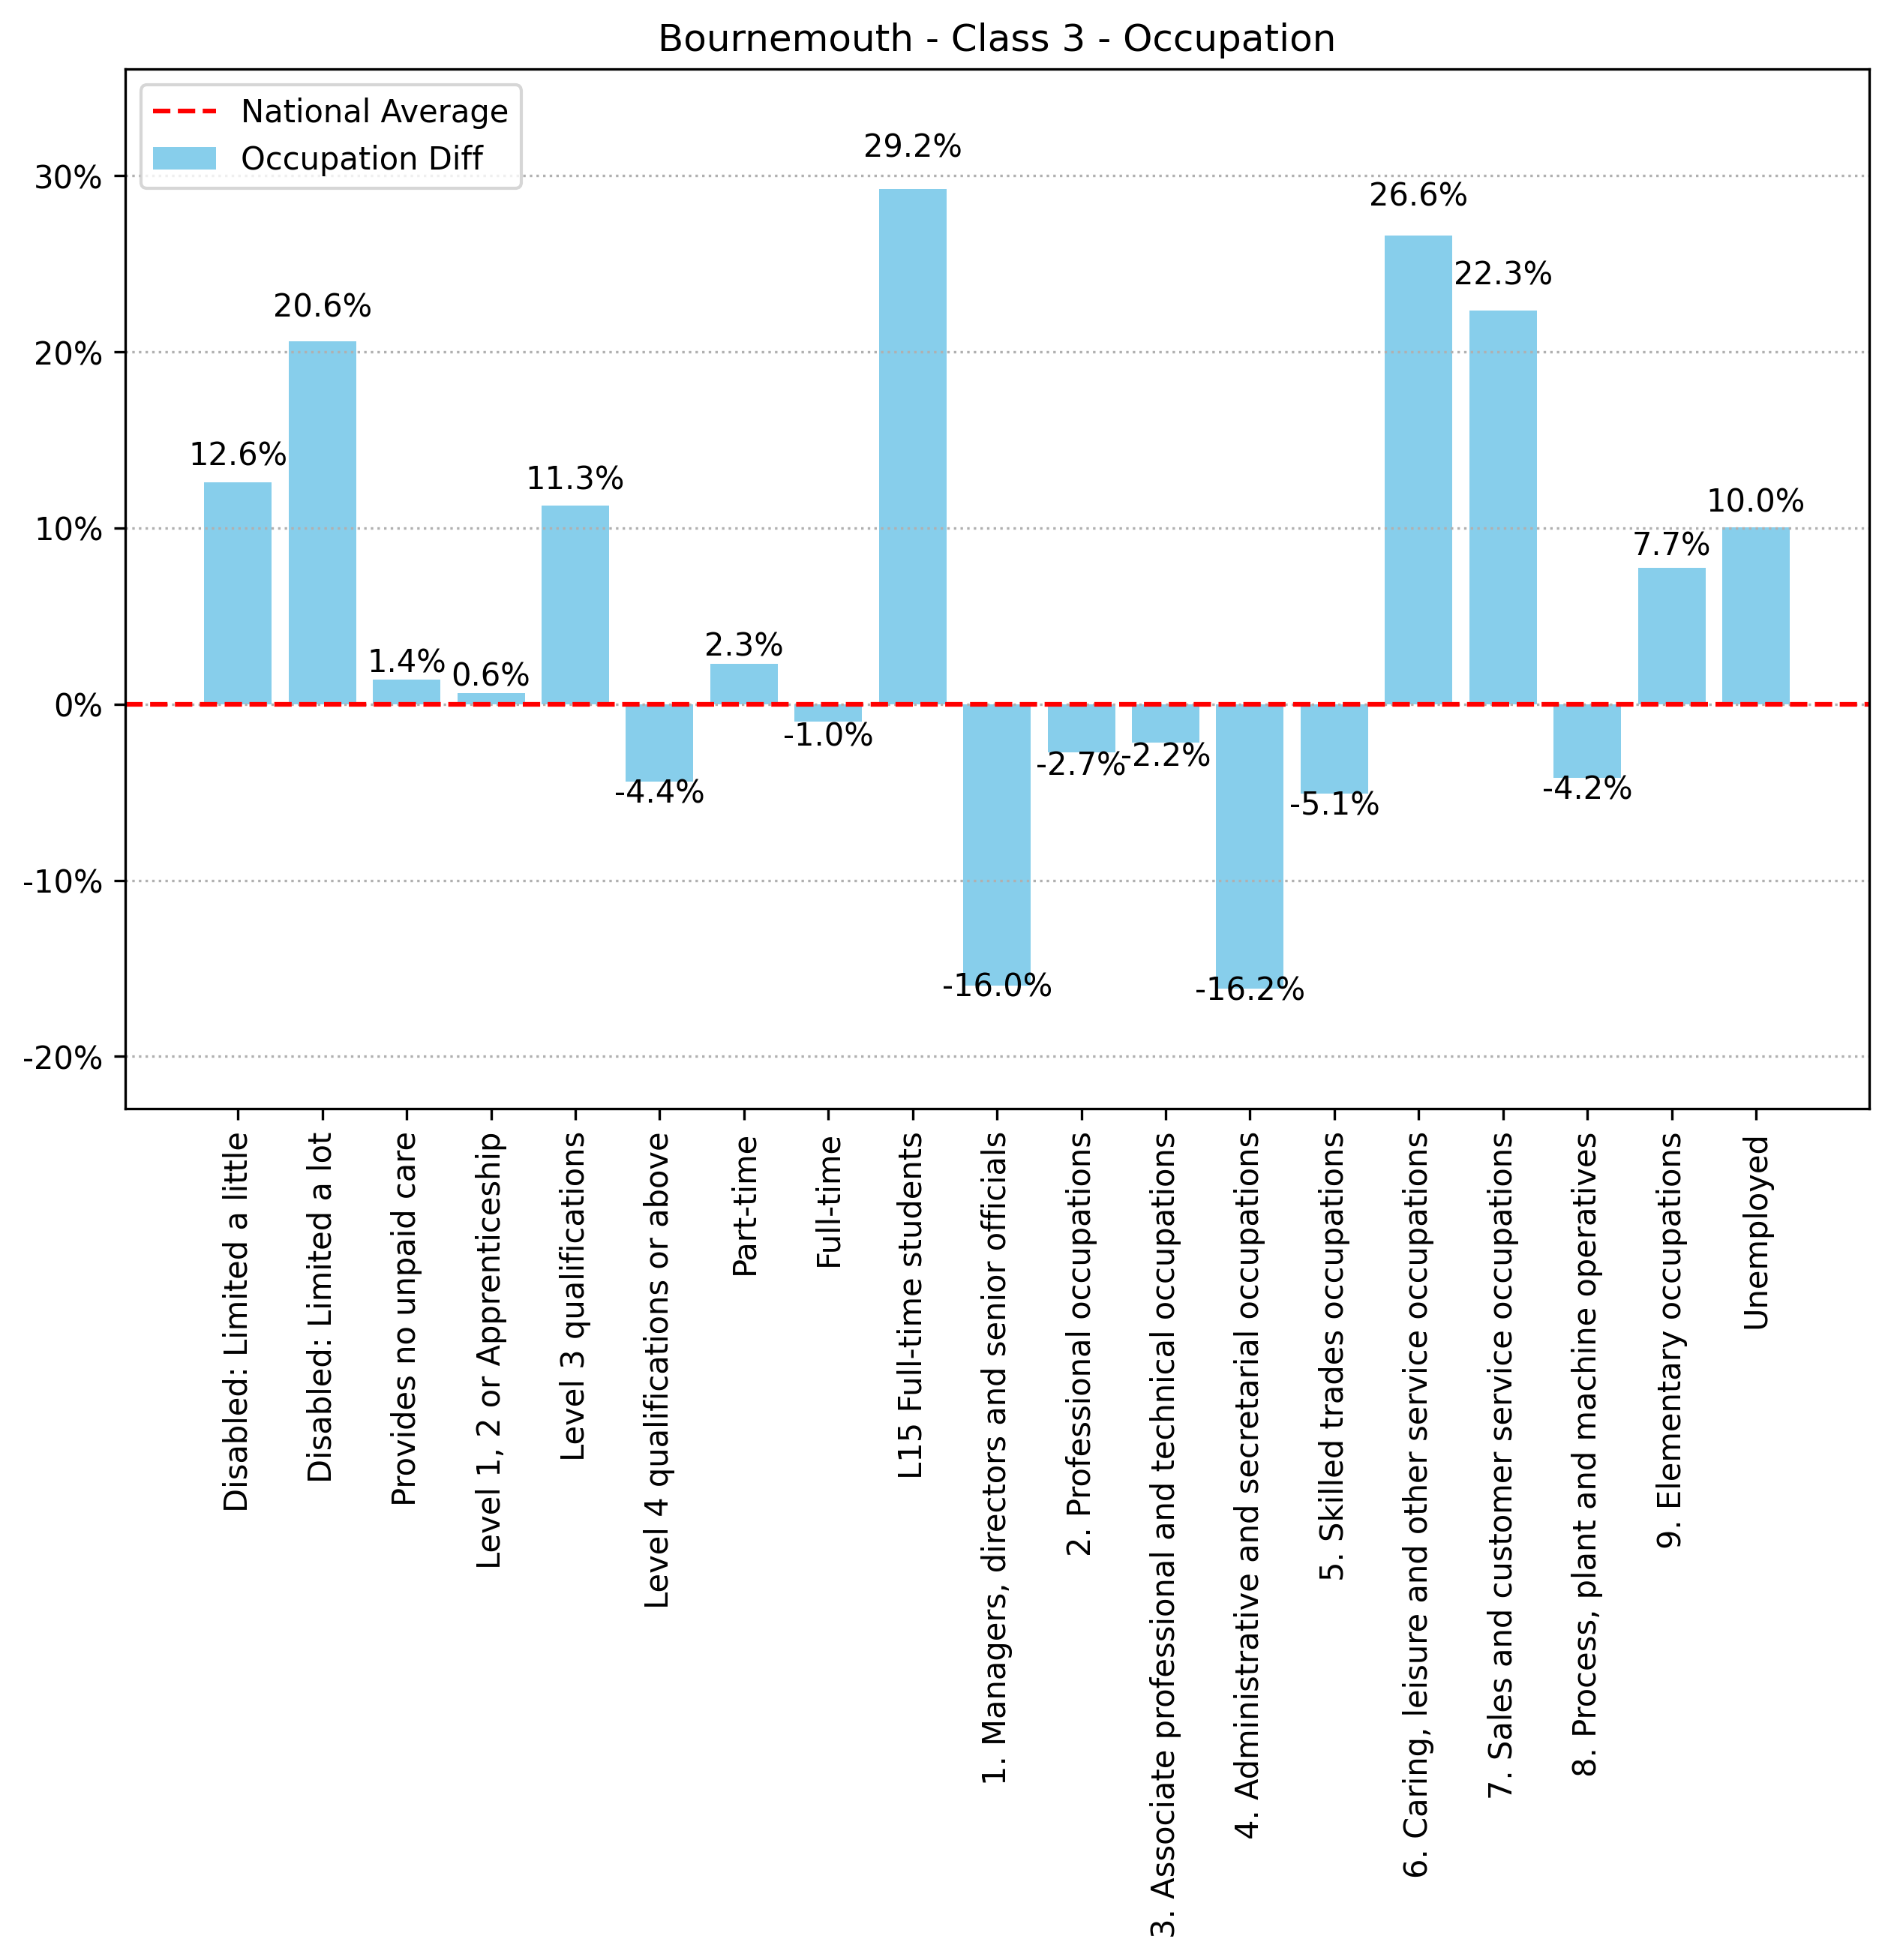 Bournemouth - Class 3 - Occupation
National Average
Occupation Diff
30%
20%
10%
0%
-10%
-20%
12.6%
20.6%
1.4%
0.6%
11.3%
-4.4%
2.3%
-1.0%
29.2%
-16.0%
-2.7%
-2.2%
-16.2%
-5.1%
26.6%
22.3%
-4.2%
7.7%
10.0%
Disabled: Limited a little
Disabled: Limited a lot
Provides no unpaid care
Level 1, 2 or Apprenticeship
Level 3 qualifications
Level 4 qualifications or above
Part-time
Full-time
L15 Full-time students
1. Managers, directors and senior officials
2. Professional occupations
3. Associate professional and technical occupations
4. Administrative and secretarial occupations
5. Skilled trades occupations
6. Caring, leisure and other service occupations
7. Sales and customer service occupations
8. Process, plant and machine operatives
9. Elementary occupations
Unemployed